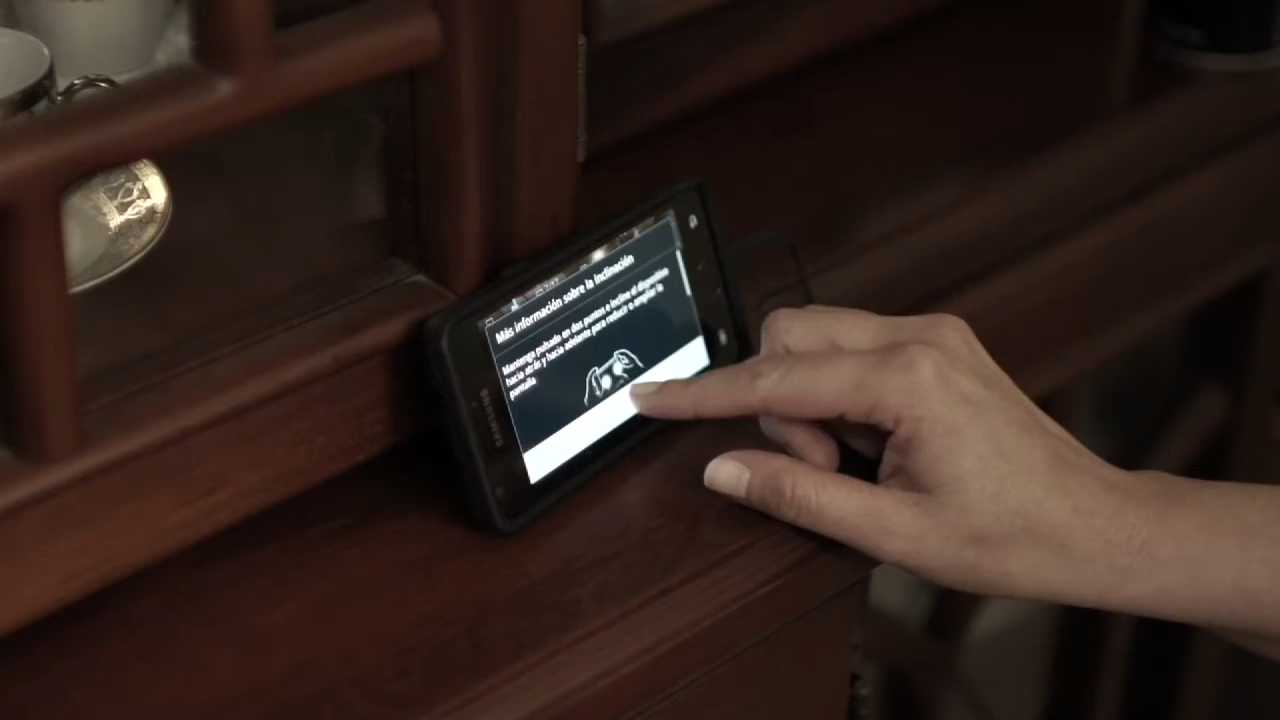 Más información sobre la inclinación
Mantenga pulsado en dos puntos e incline el dispositivo
hacia atrás y hacia adelante para reducir o ampliar la
pantalla
SAMSUNG